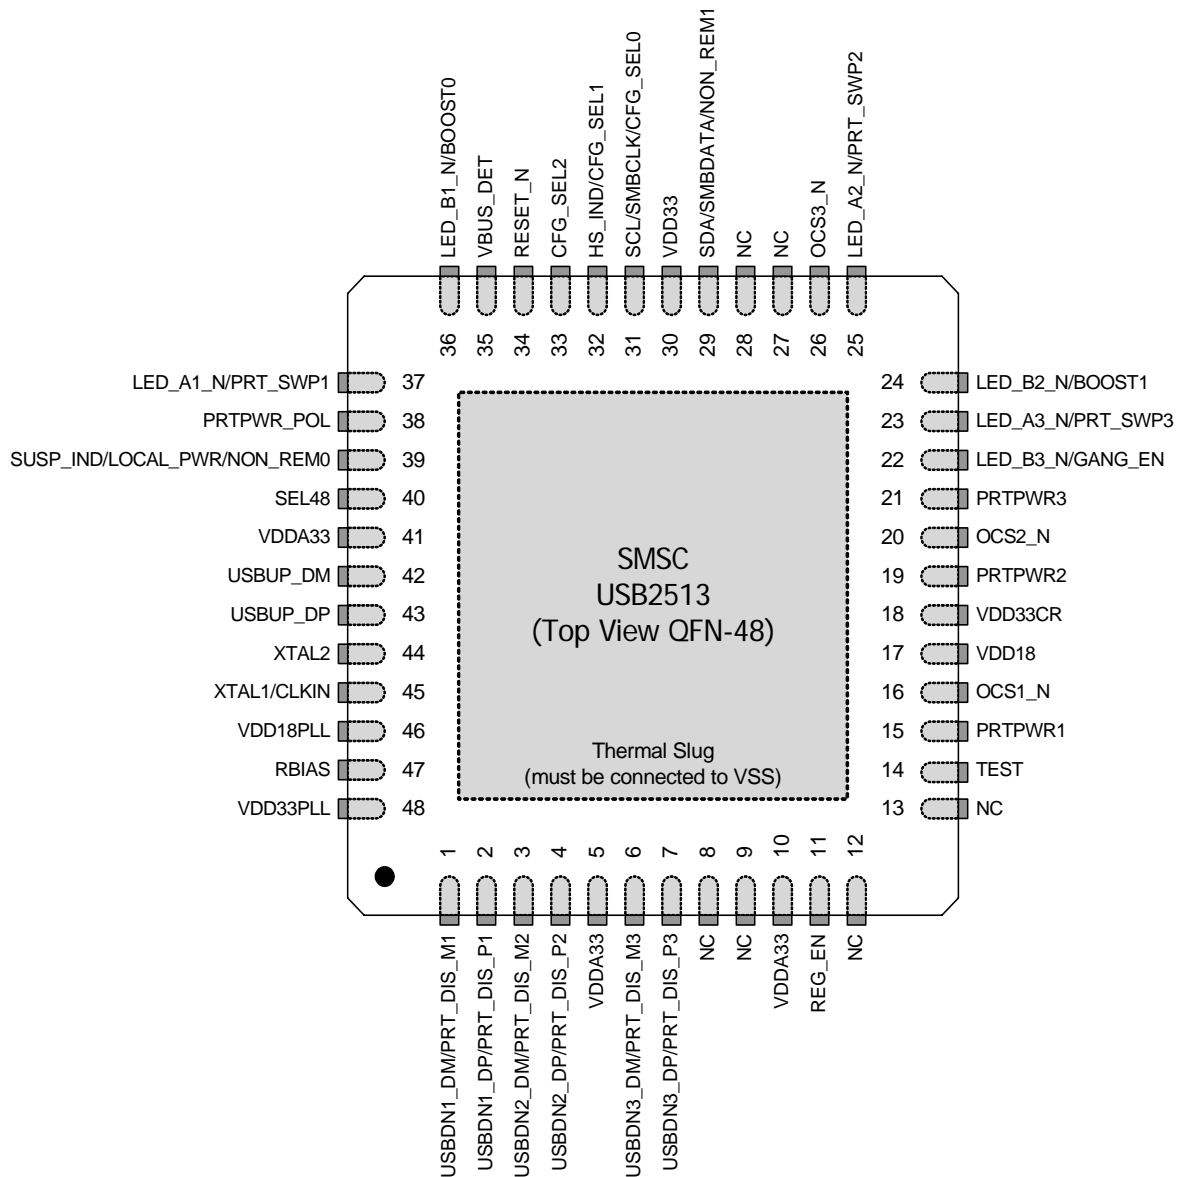 LED_B1_N/BOOST0
VBUS_DET
RESET_N
CFG_SEL2
HS_IND/CFG_SEL1
SCL/SMBCLK/CFG_SEL0
VDD33
SDA/SMBDATA/NON_REM1
NC
NC
OCS3_N
LED_A2_N/PRT_SWP2
36
35
34
33
32
31
30
29
28
27
26
25
LED_A1_N/PRT_SWP1 37
PRTPWR_POL 38
SUSP_IND/LOCAL_PWR/NON_REM0 39
SEL48 40
VDDA33 41
USBUP_DM 42
USBUP_DP 43
XTAL2 44
XTAL1/CLKIN 45
VDD18PLL 46
RBIAS 47
VDD33PLL 48
SMSC
USB2513
(Top View QFN-48)
Thermal Slug
(must be connected to VSS)
24 LED_B2_N/BOOST1
23 LED_A3_N/PRT_SWP3
22 LED_B3_N/GANG_EN
21 PRTPWR3
20 OCS2_N
19 PRTPWR2
18 VDD33CR
17 VDD18
16 OCS1_N
15 PRTPWR1
14 TEST
13 NC
1
2
3
4
5
6
7
8
9
10
11
12
USBDN1_DM/PRT_DIS_M1
USBDN1_DP/PRT_DIS_P1
USBDN2_DM/PRT_DIS_M2
USBDN2_DP/PRT_DIS_P2
VDDA33
USBDN3_DM/PRT_DIS_M3
USBDN3_DP/PRT_DIS_P3
NC
NC
VDDA33
REG_EN
NC